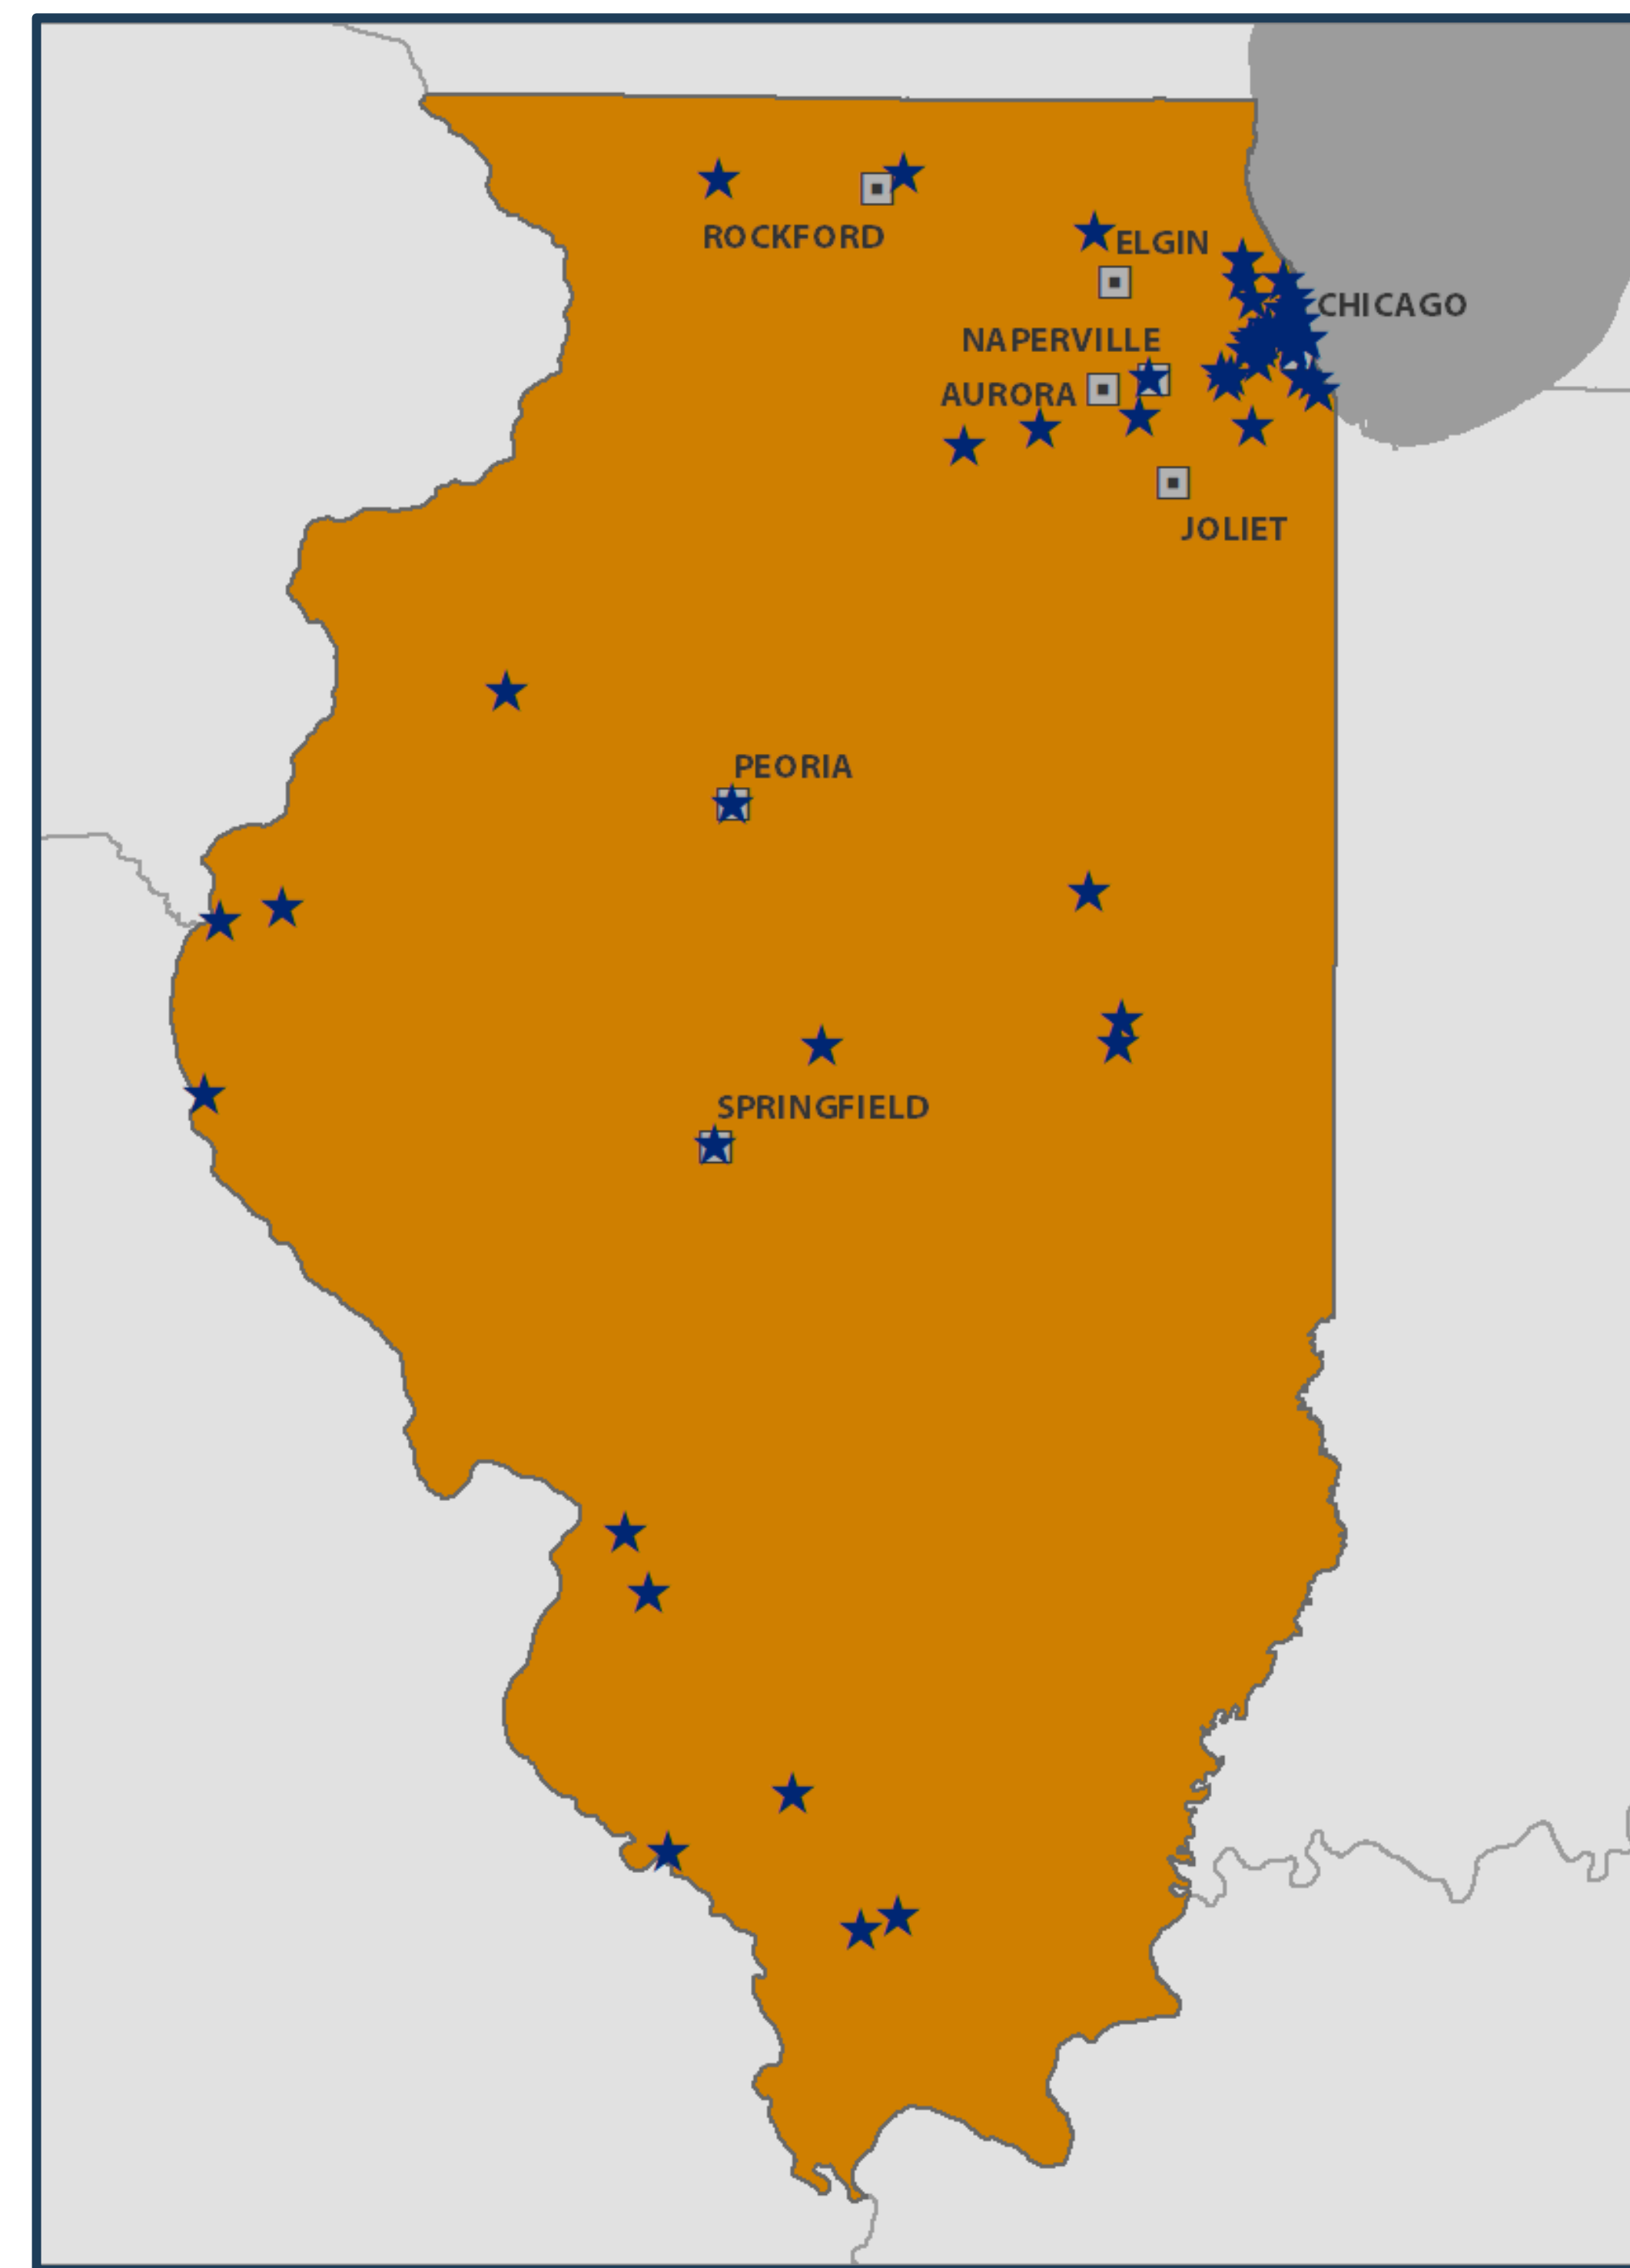 ROCKFORD
ELGIN
CHICAGO
NAPERVILLE
AURORA
JOLIET
PEORIA
SPRINGFIELD